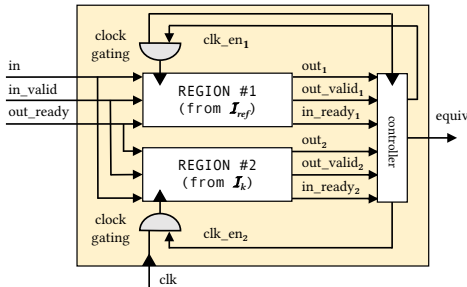 clock
gating
clk_en₁
in
in_valid
out_ready
REGION #1
(from 𝑰ref)
out₁
out_valid₁
in_ready₁
REGION #2
(from 𝑰k)
out₂
out_valid₂
in_ready₂
controller
equiv
clock
gating
clk_en₂
clk